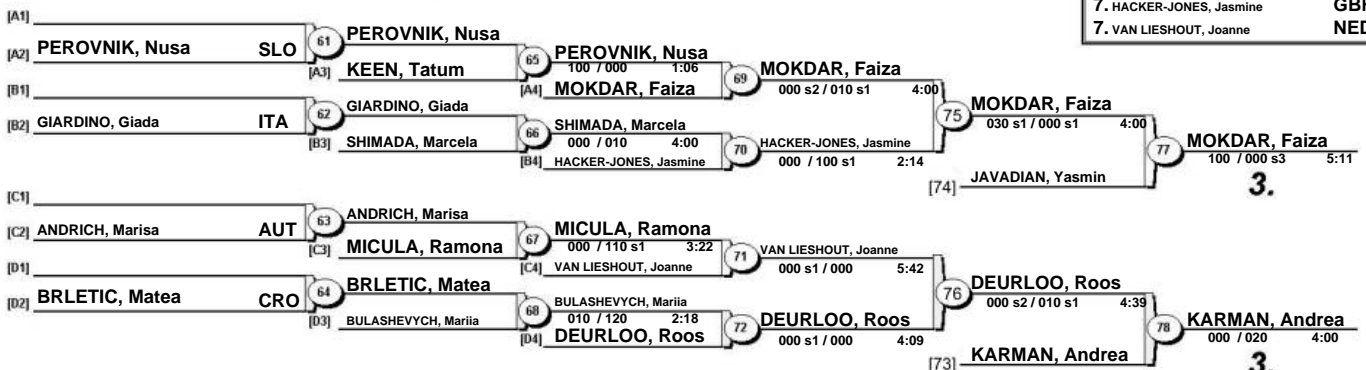 7. HACKER-JONES, Jasmine GB
7. VAN LIESHOUT, Joanne NED
[A1]
[A2] PEROVNIK, Nusa SLO
61 PEROVNIK, Nusa
[A3] KEEN, Tatum
65 PEROVNIK, Nusa
100 / 000 1:06
[A4] MOKDAR, Faiza
69 MOKDAR, Faiza
000 s2 / 010 s1 4:00
[B1]
[B2] GIARDINO, Giada ITA
62 GIARDINO, Giada
[B3] SHIMADA, Marcela
66 SHIMADA, Marcela
000 / 010 4:00
[B4] HACKER-JONES, Jasmine
70 HACKER-JONES, Jasmine
000 / 100 s1 2:14
75 MOKDAR, Faiza
030 s1 / 000 s1 4:00
[74] JAVADIAN, Yasmin
77 MOKDAR, Faiza
100 / 000 s3 5:11
3.
[C1]
[C2] ANDRICH, Marisa AUT
63 ANDRICH, Marisa
[C3] MICULA, Ramona
67 MICULA, Ramona
000 / 110 s1 3:22
[C4] VAN LIESHOUT, Joanne
71 VAN LIESHOUT, Joanne
000 s1 / 000 5:42
[D1]
[D2] BRLETIC, Matea CRO
64 BRLETIC, Matea
[D3] BULASHEVYCH, Mariia
68 BULASHEVYCH, Mariia
010 / 120 2:18
[D4] DEURLOO, Roos
72 DEURLOO, Roos
000 s1 / 000 4:09
76 DEURLOO, Roos
000 s2 / 010 s1 4:39
[73] KARMAN, Andrea
78 KARMAN, Andrea
000 / 020 4:00
3.